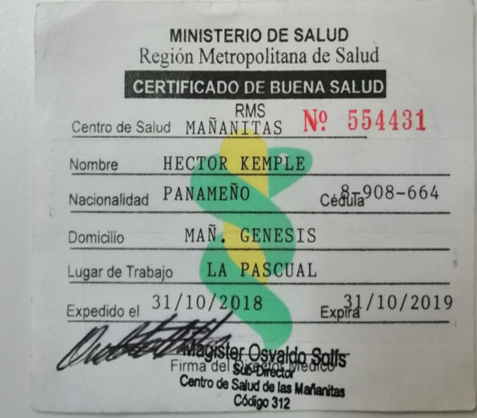 MINISTERIO DE SALUD
Región Metropolitana de Salud
CERTIFICADO DE BUENA SALUD
RMS
Centro de Salud MAÑANITAS Nº 554431
Nombre HECTOR KEMPLE
Nacionalidad PANAMEÑO Cédula 8-908-664
Domicilio MAÑ. GENESIS
Lugar de Trabajo LA PASCUAL
Expedido el 31/10/2018 Expira 31/10/2019
Magister Osvaldo Solís
Firma del Director Médico
Sub-Director
Centro de Salud de las Mañanitas
Código 312